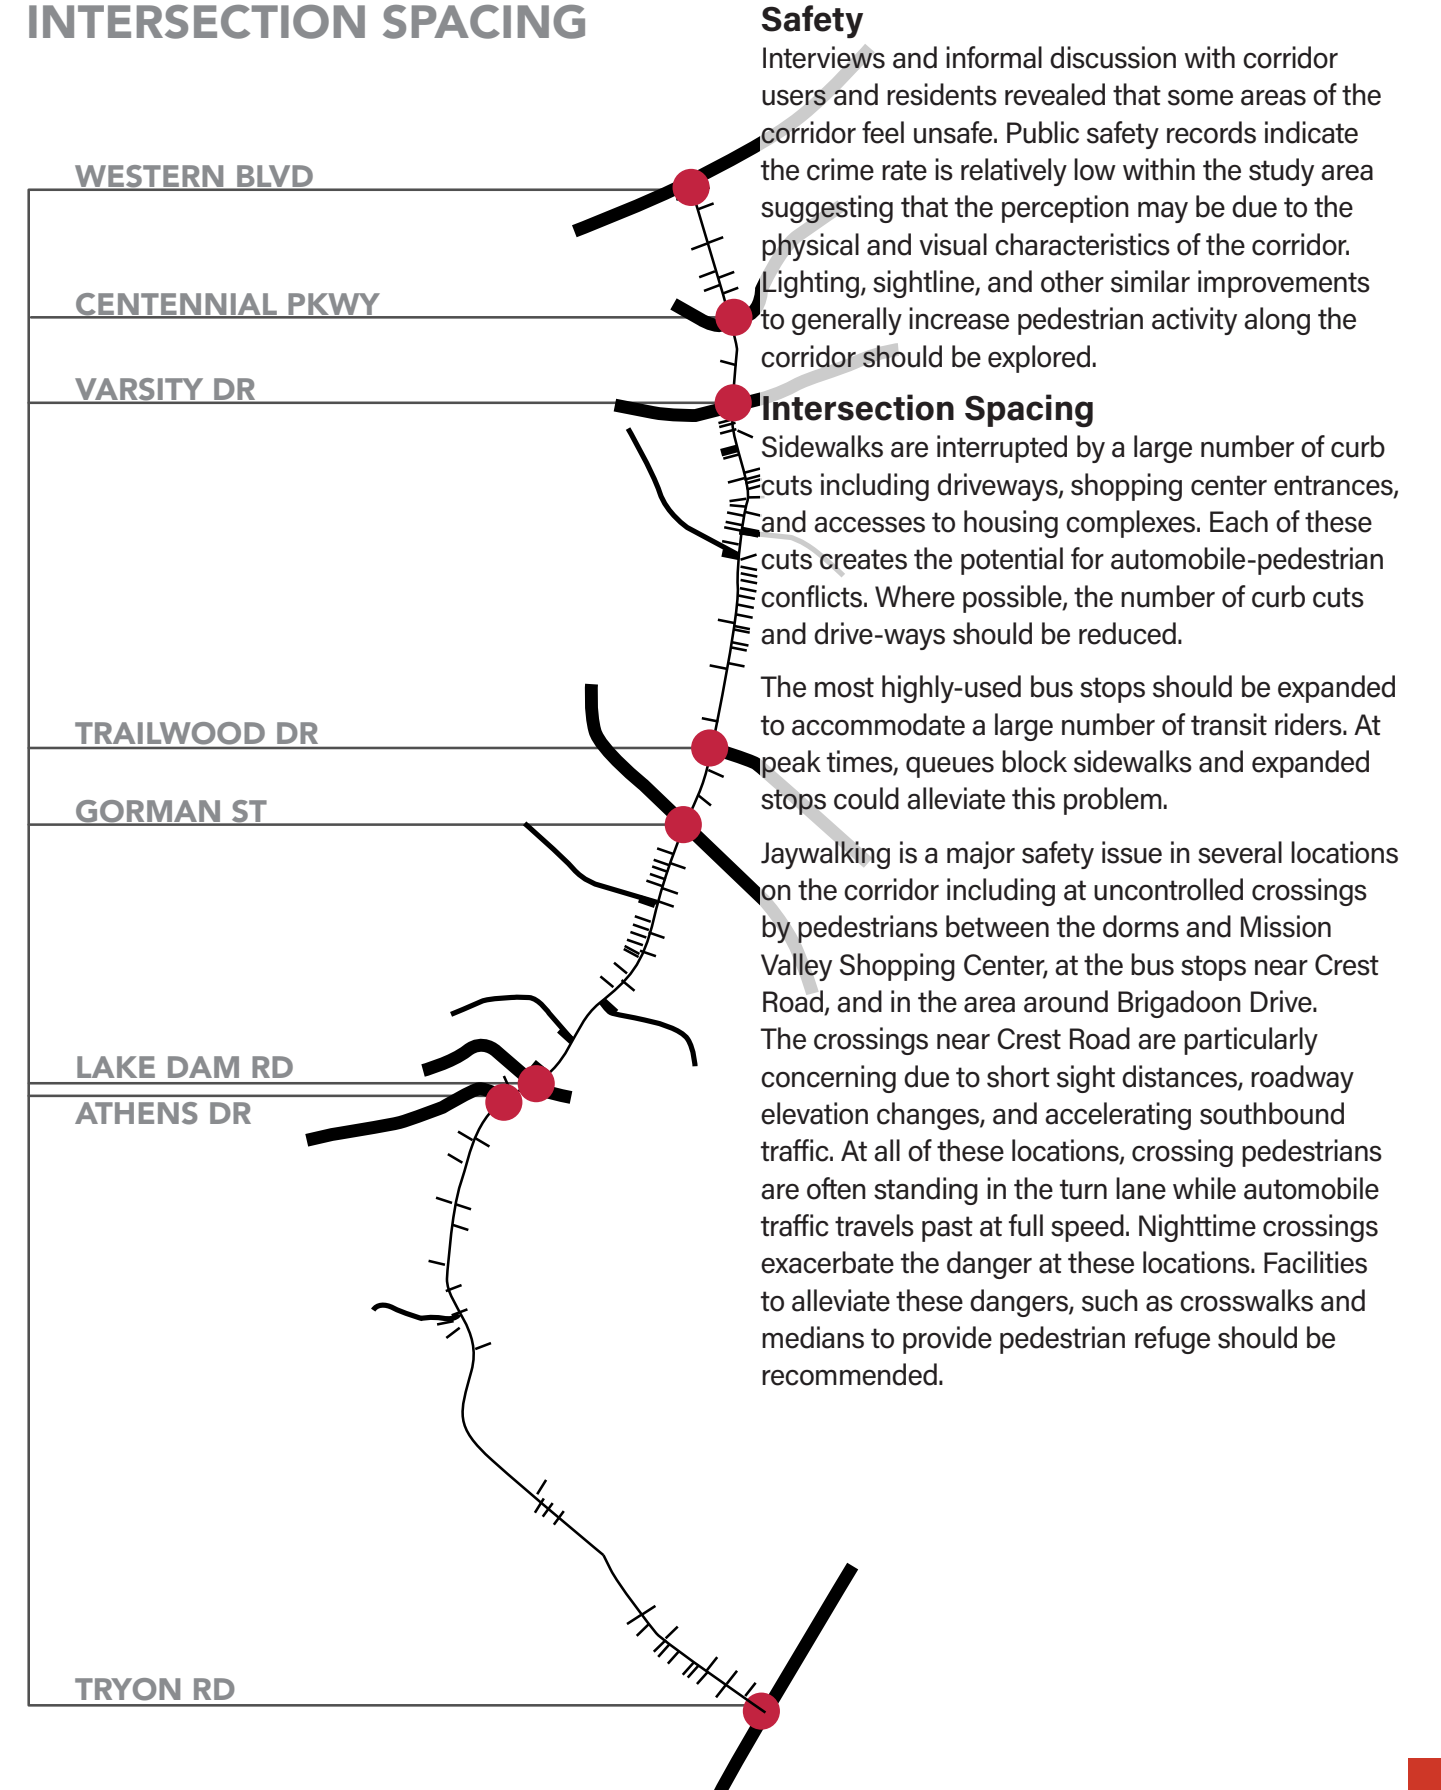 INTERSECTION SPACING
WESTERN BLVD
CENTENNIAL PKWY
VARSITY DR
TRAILWOOD DR
GORMAN ST
LAKE DAM RD
ATHENS DR
TRYON RD
Safety
Interviews and informal discussion with corridor
users and residents revealed that some areas of the
corridor feel unsafe. Public safety records indicate
the crime rate is relatively low within the study area
suggesting that the perception may be due to the
physical and visual characteristics of the corridor.
Lighting, sightline, and other similar improvements
to generally increase pedestrian activity along the
corridor should be explored.
Intersection Spacing
Sidewalks are interrupted by a large number of curb
cuts including driveways, shopping center entrances,
and accesses to housing complexes. Each of these
cuts creates the potential for automobile-pedestrian
conflicts. Where possible, the number of curb cuts
and drive-ways should be reduced.
The most highly-used bus stops should be expanded
to accommodate a large number of transit riders. At
peak times, queues block sidewalks and expanded
stops could alleviate this problem.
Jaywalking is a major safety issue in several locations
on the corridor including at uncontrolled crossings
by pedestrians between the dorms and Mission
Valley Shopping Center, at the bus stops near Crest
Road, and in the area around Brigadoon Drive.
The crossings near Crest Road are particularly
concerning due to short sight distances, roadway
elevation changes, and accelerating southbound
traffic. At all of these locations, crossing pedestrians
are often standing in the turn lane while automobile
traffic travels past at full speed. Nighttime crossings
exacerbate the danger at these locations. Facilities
to alleviate these dangers, such as crosswalks and
medians to provide pedestrian refuge should be
recommended.